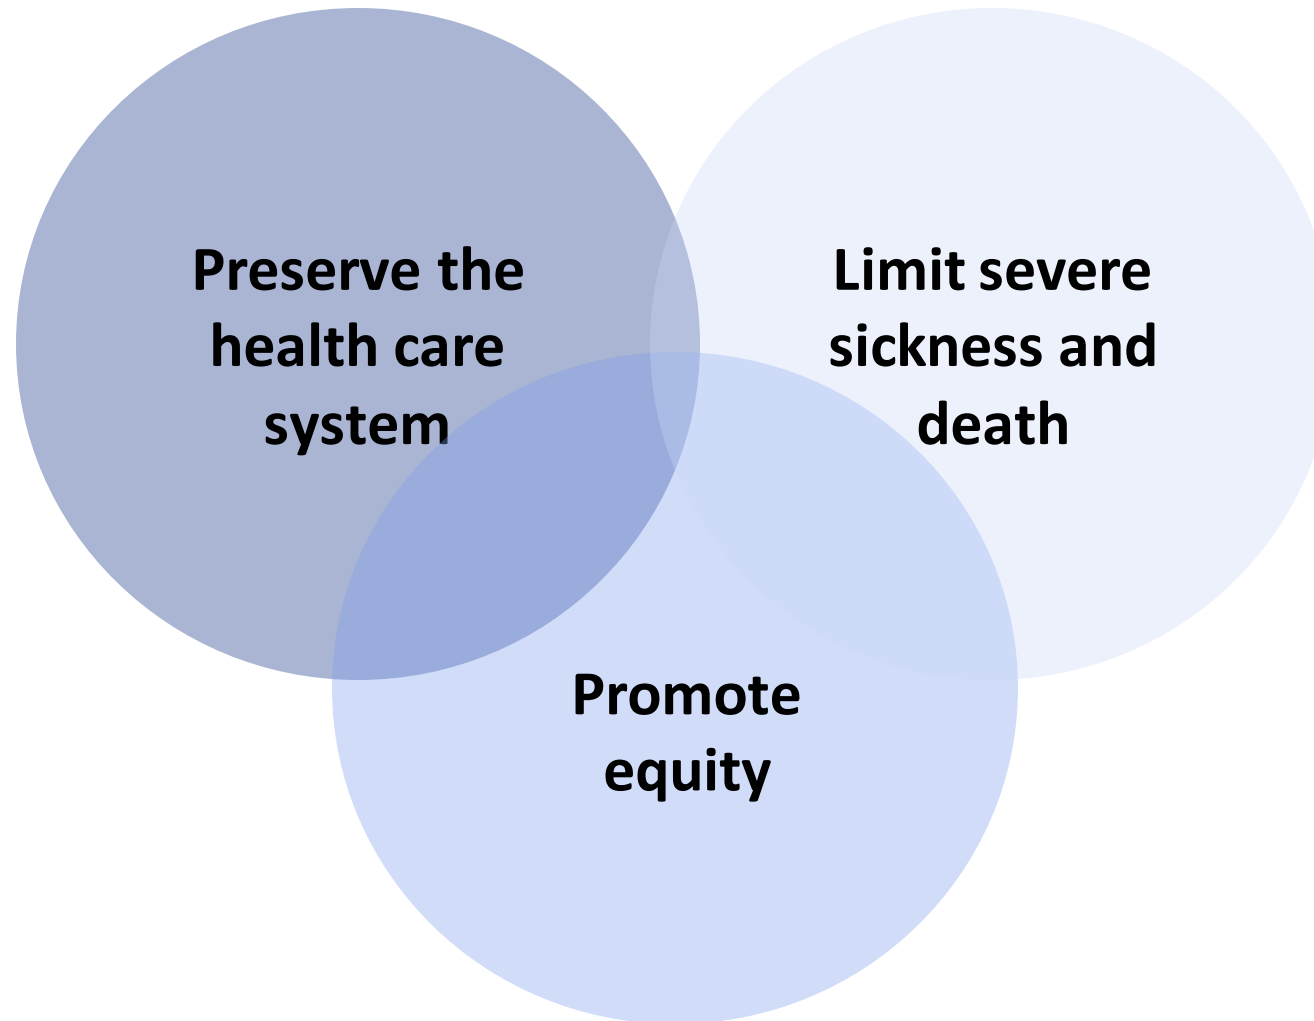 Preserve the
health care
system
Limit severe
sickness and
death
Promote
equity